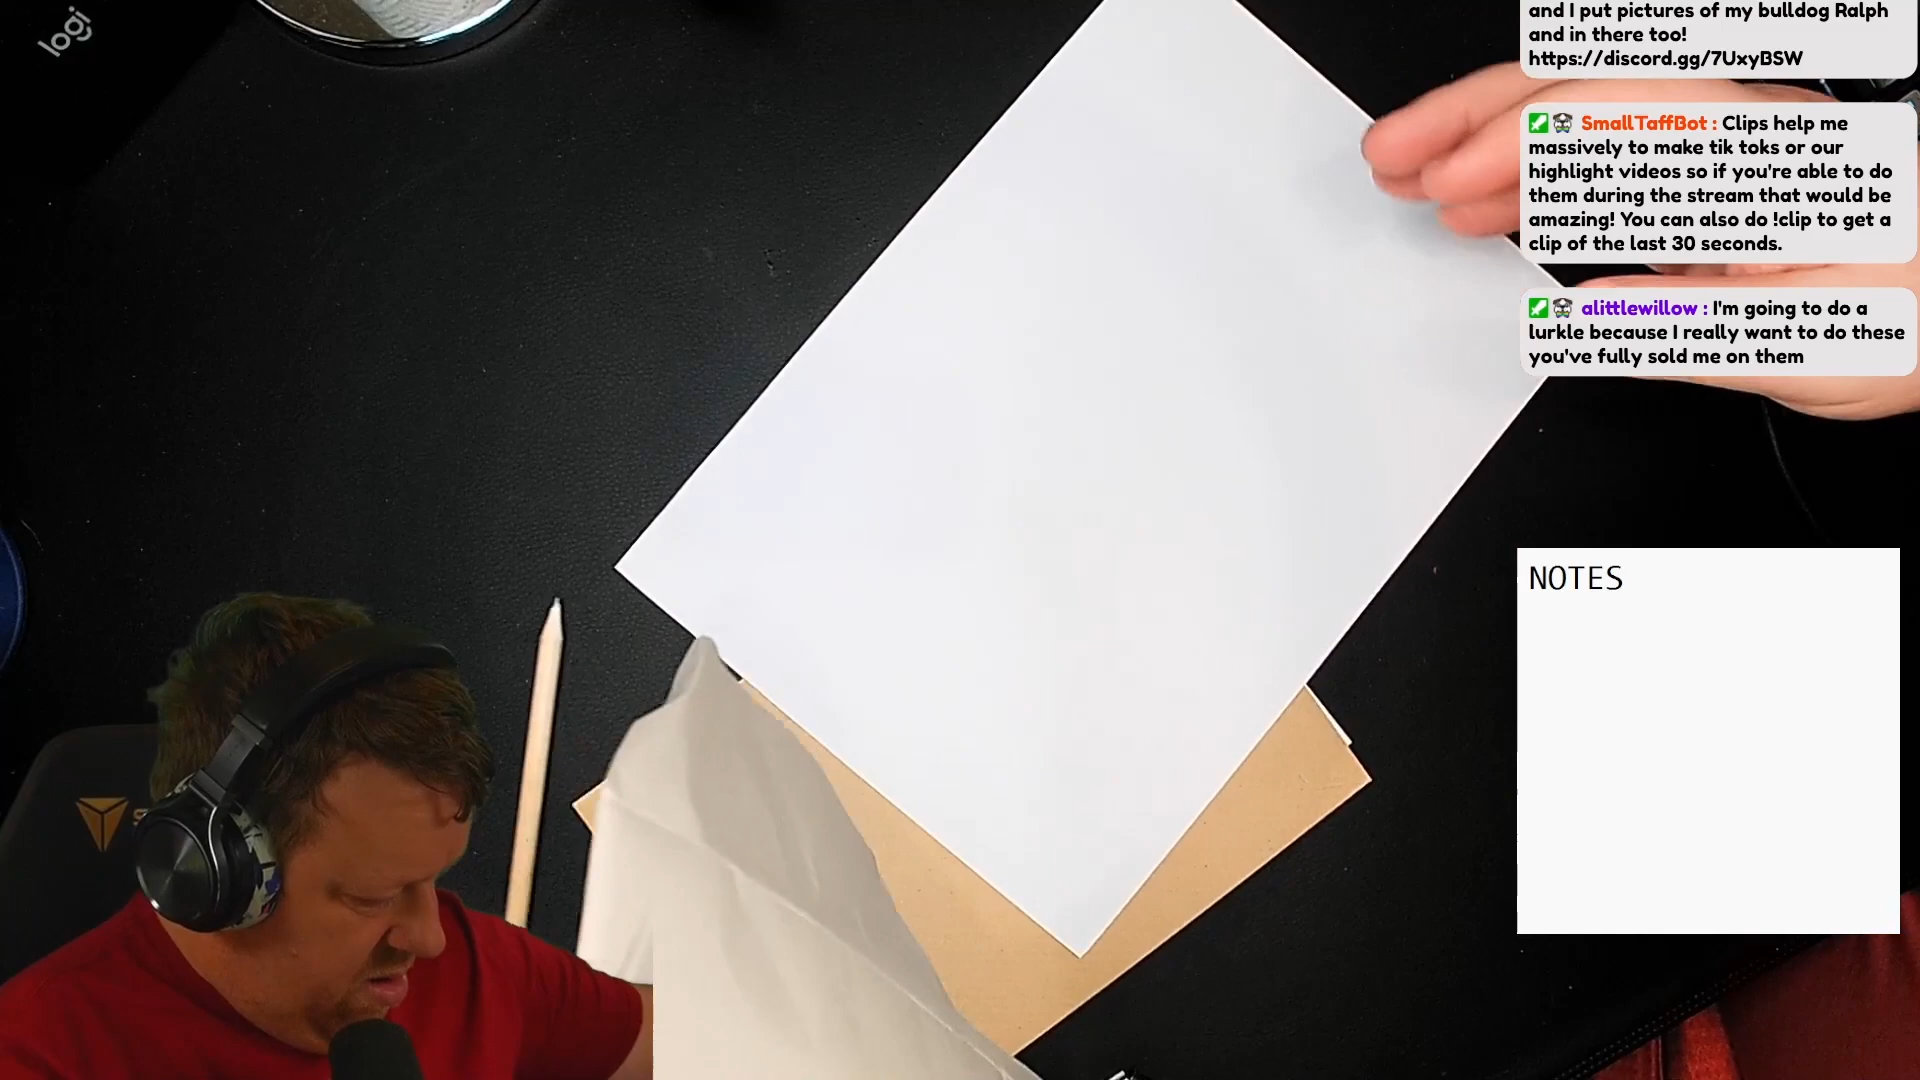 logi
and I put pictures of my bulldog Ralph
and in there too!
https://discord.gg/7UxyBSW
SmallTaffBot : Clips help me
massively to make tik toks or our
highlight videos so if you're able to do
them during the stream that would be
amazing! You can also do !clip to get a
clip of the last 30 seconds.
alittlewillow : I'm going to do a
lurkle because I really want to do these
you've fully sold me on them
NOTES